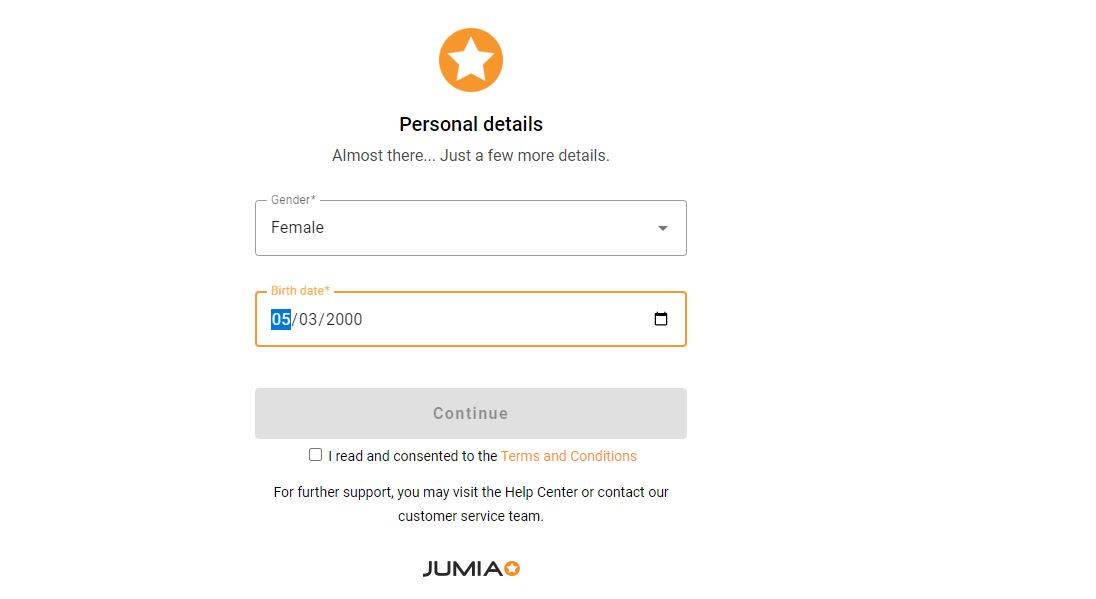 Personal details
Almost there... Just a few more details.
Gender*
Female
Birth date*
05/03/2000
Continue
I read and consented to the Terms and Conditions
For further support, you may visit the Help Center or contact our
customer service team.
JUMIA